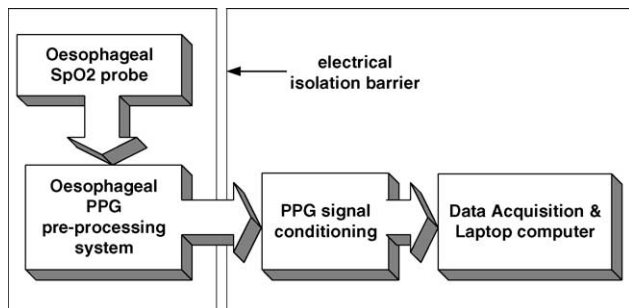 Oesophageal
SpO2 probe
electrical
isolation barrier
Oesophageal
PPG
pre-processing
system
PPG signal
conditioning
Data Acquisition &
Laptop computer